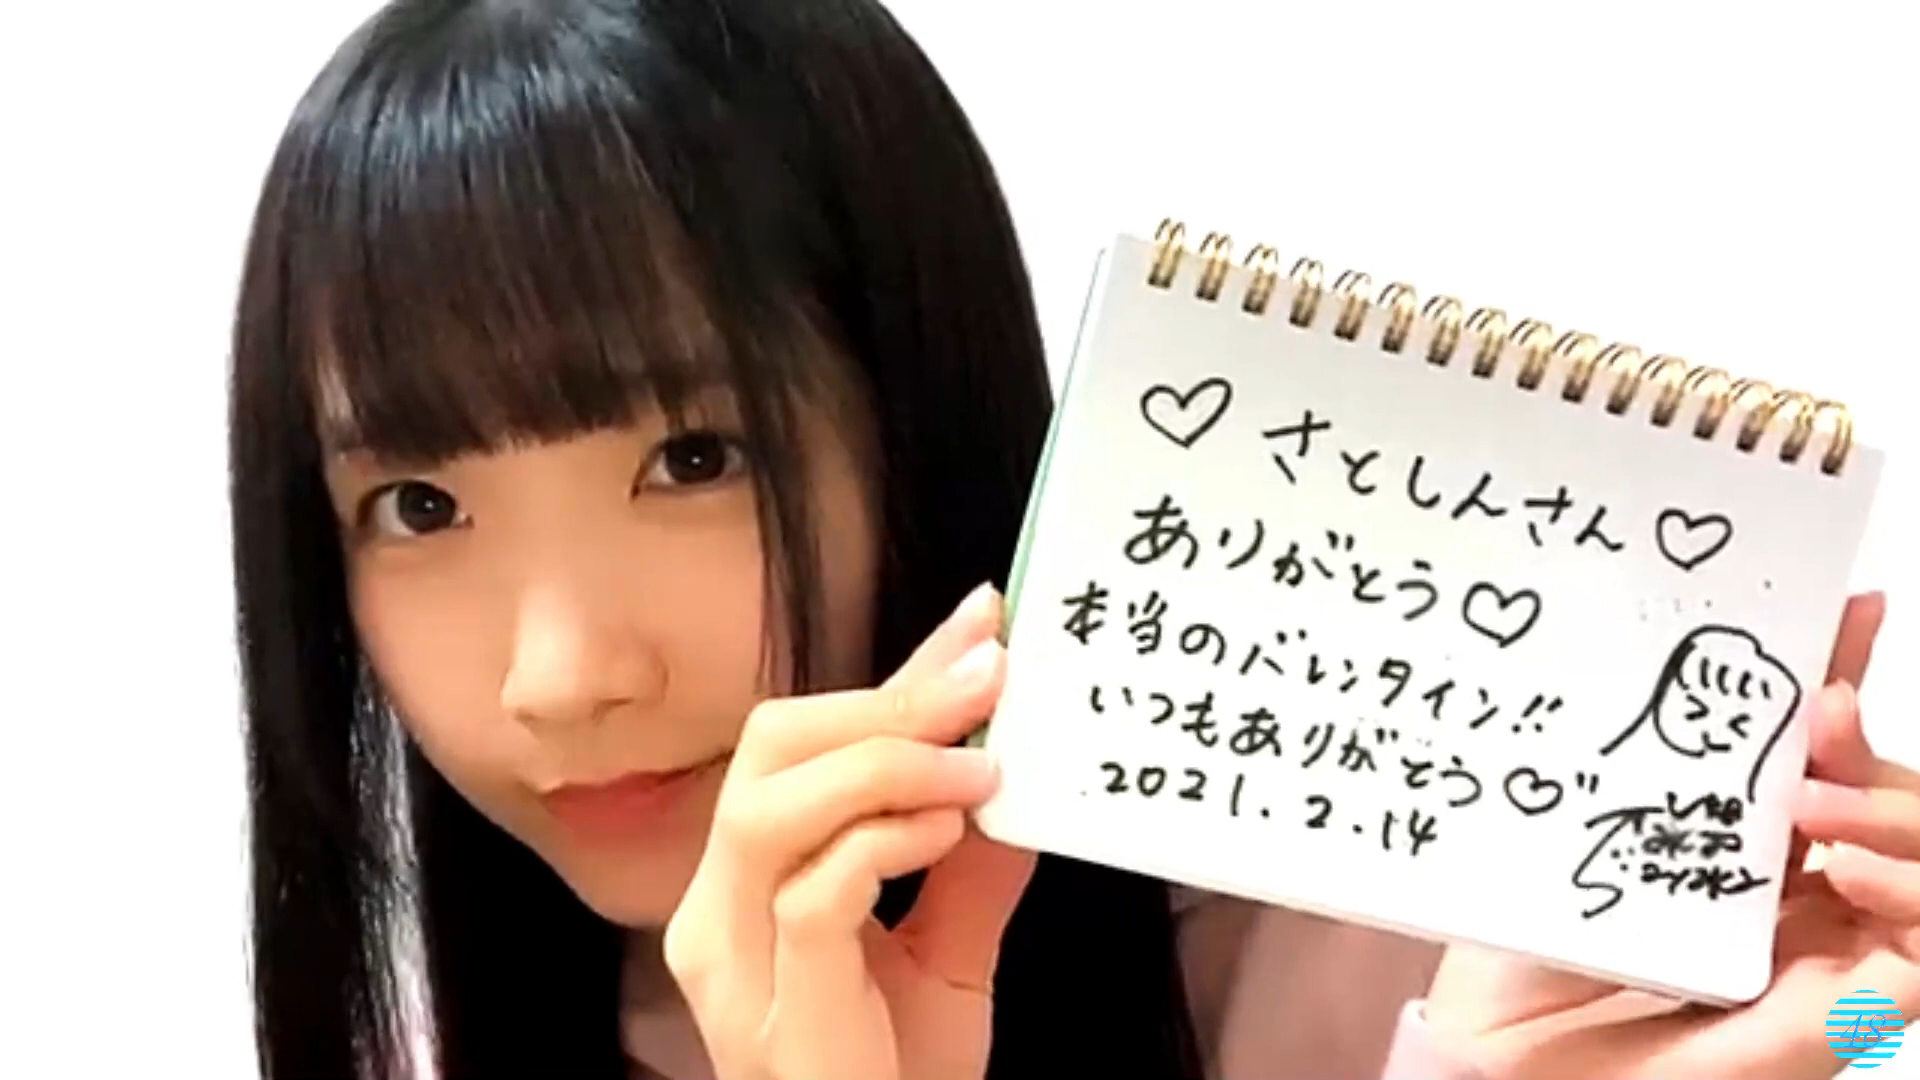 ♡さとしんさん♡
ありがとう♡
本当のバレンタイン!!
いつもありがとう♡"
2021.2.14
48